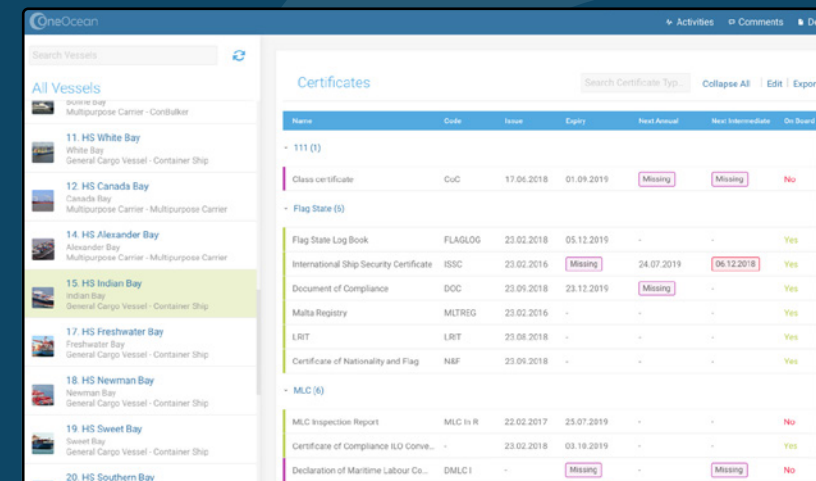 OneOcean
Activities Comments
Search Vessels
All Vessels
Multipurpose Carrier - ConBulker
11. HS White Bay
White Bay
General Cargo Vessel - Container Ship
12. HS Canada Bay
Canada Bay
Multipurpose Carrier - Multipurpose Carrier
14. HS Alexander Bay
Alexander Bay
Multipurpose Carrier - Multipurpose Carrier
15. HS Indian Bay
Indian Bay
General Cargo Vessel - Container Ship
17. HS Freshwater Bay
Freshwater Bay
General Cargo Vessel - Container Ship
18. HS Newman Bay
Newman Bay
General Cargo Vessel - Container Ship
19. HS Sweet Bay
Sweet Bay
General Cargo Vessel - Container Ship
20. HS Southern Bay
Certificates
Search Certificate Typ... Collapse All Edit Expor
Name Code Issue Expiry Next Annual Next Intermediate On Board
- 111 (1)
Class certificate CoC 17.06.2018 01.09.2019 Missing Missing No
- Flag State (5)
Flag State Log Book FLAGLOG 23.02.2018 05.12.2019 - - Yes
International Ship Security Certificate ISSC 23.02.2016 Missing 24.07.2019 06.12.2018 Yes
Document of Compliance DOC 23.09.2018 23.12.2019 Missing - Yes
Malta Registry MLTREG 23.02.2016 - - - Yes
LRIT LRIT 23.08.2018 - - - Yes
Certificate of Nationality and Flag N&F 23.09.2018 - - - Yes
- MLC (6)
MLC Inspection Report MLC In R 22.02.2017 25.07.2019 - - No
Certificate of Compliance ILO Conve... - 23.02.2018 03.10.2019 - - Yes
Declaration of Maritime Labour Co... DMLC I - Missing - Missing No